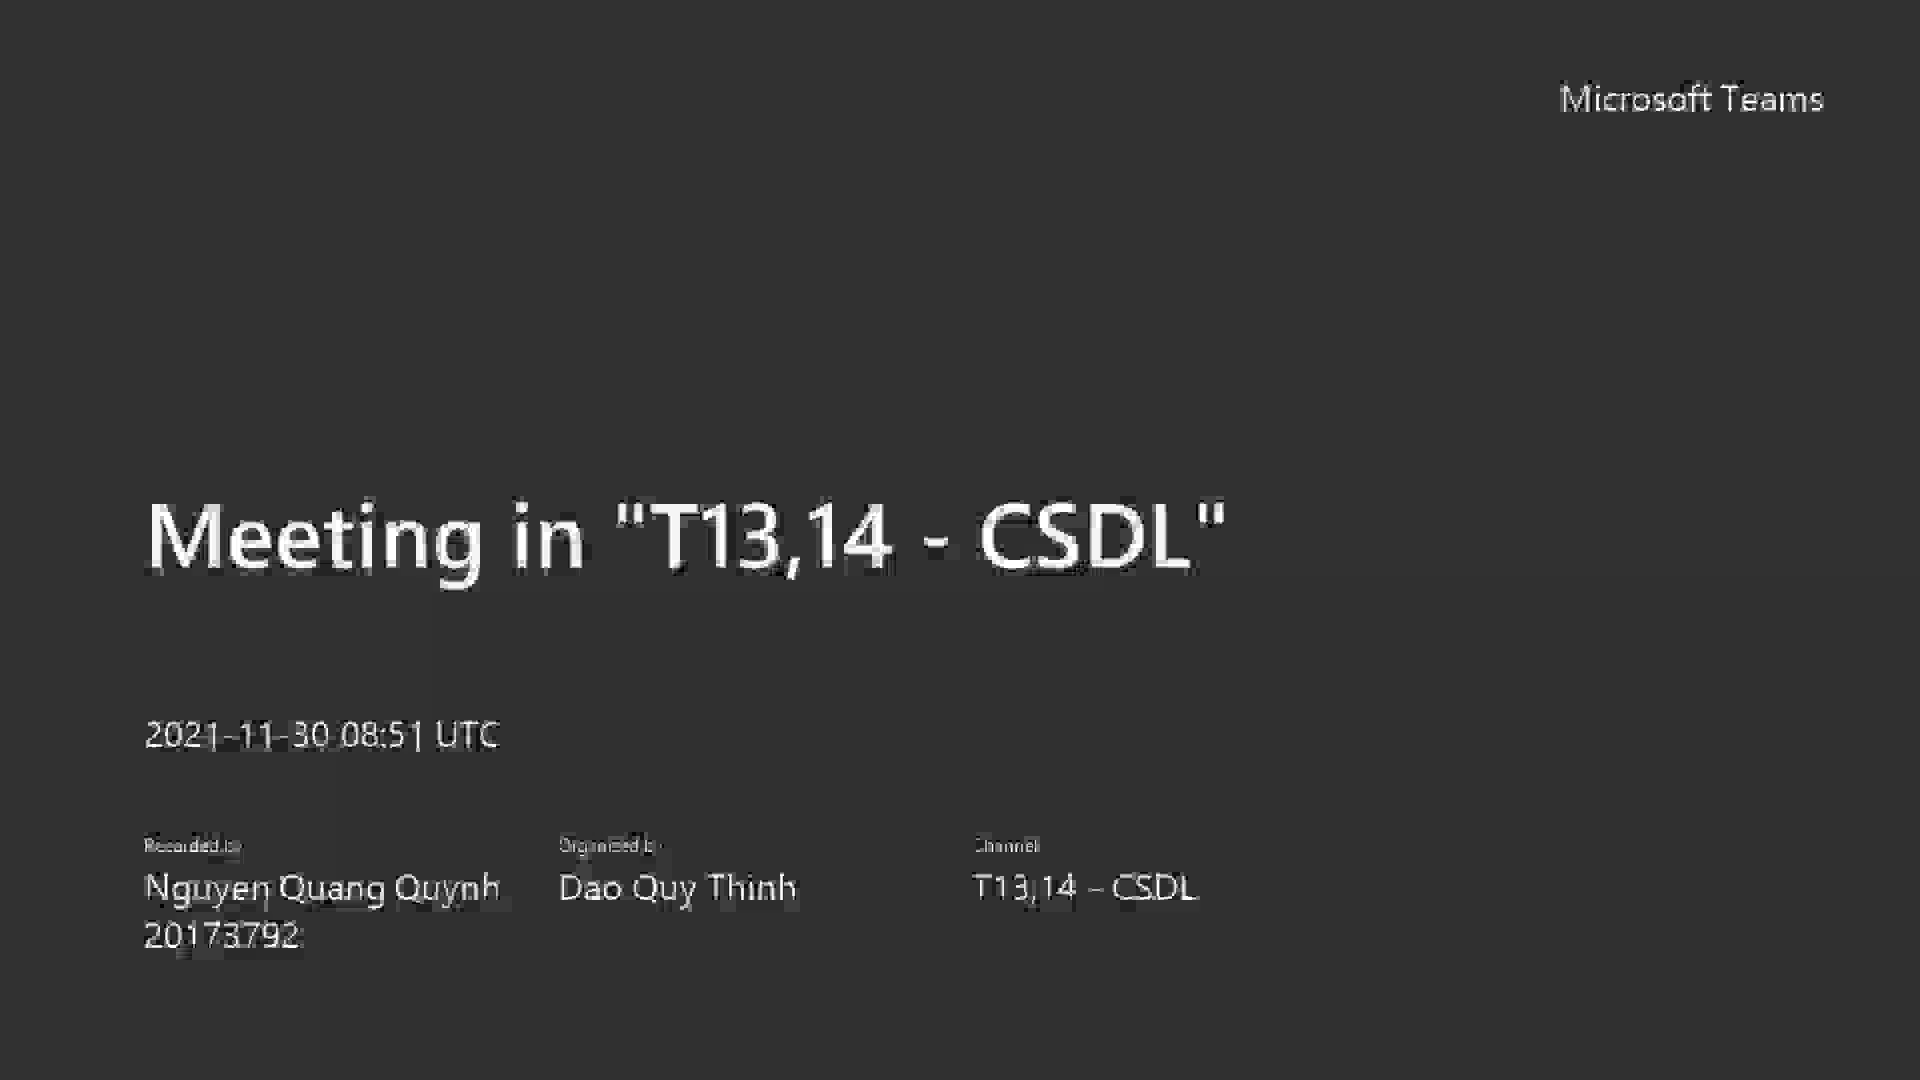 Microsoft Teams
Meeting in "T13,14 - CSDL"
2021-11-30 08:51 UTC
Recorded by
Organized by
Channel
Nguyen Quang Quynh
Dao Quy Thinh
T13,14 - CSDL
20173792